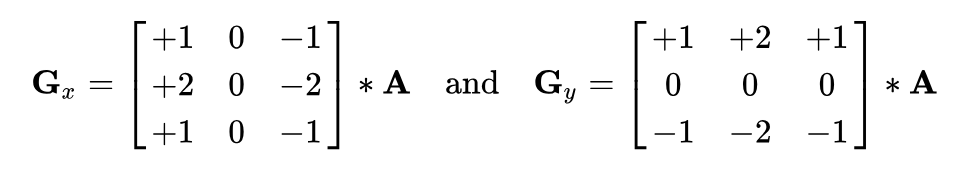 +1 0 −1 +1 +2 +1
Gₓ = +2 0 −2 * A and Gᵧ = 0 0 0 * A
+1 0 −1 −1 −2 −1